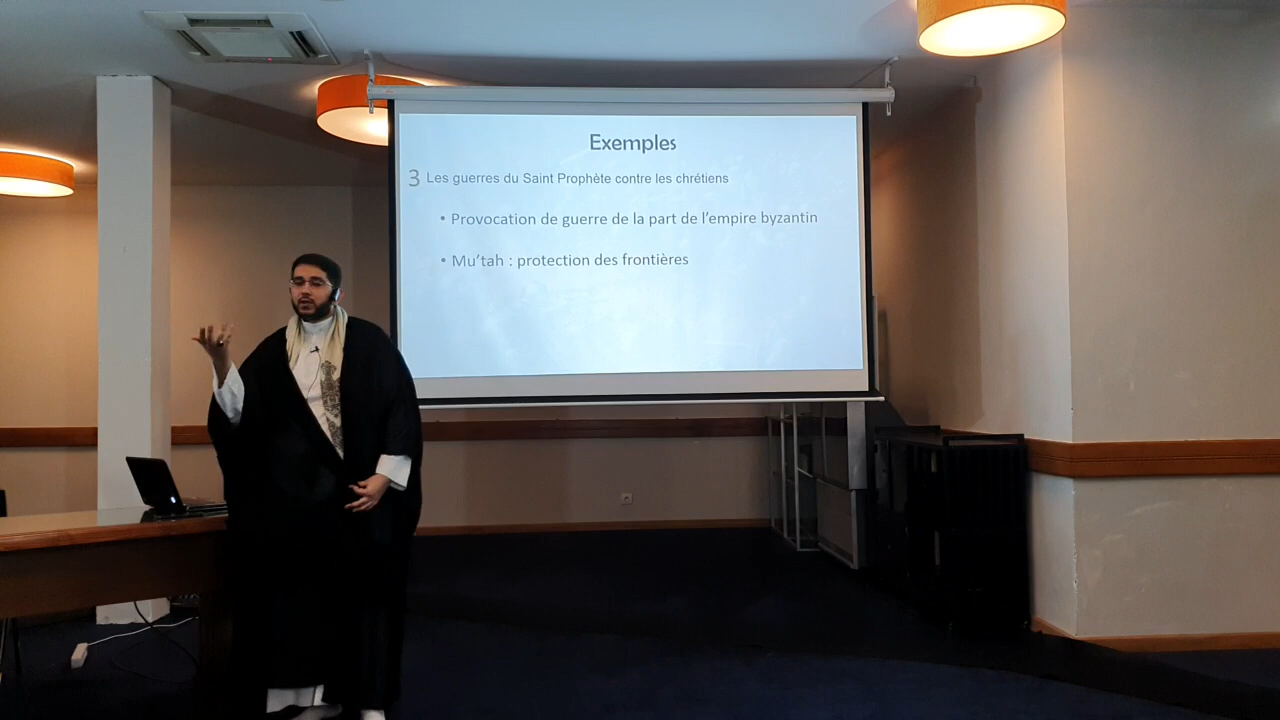 Exemples
3 Les guerres du Saint Prophète contre les chrétiens
• Provocation de guerre de la part de l’empire byzantin
• Mu’tah : protection des frontières